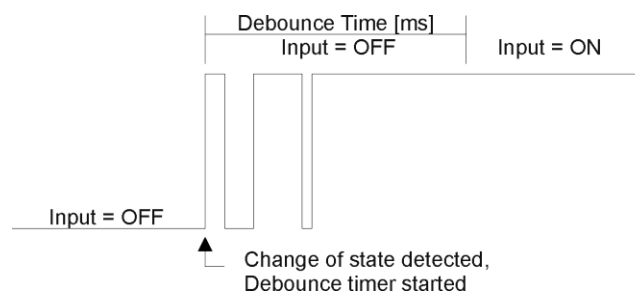 Debounce Time [ms]
Input = OFF
Input = ON
Input = OFF
Change of state detected,
Debounce timer started